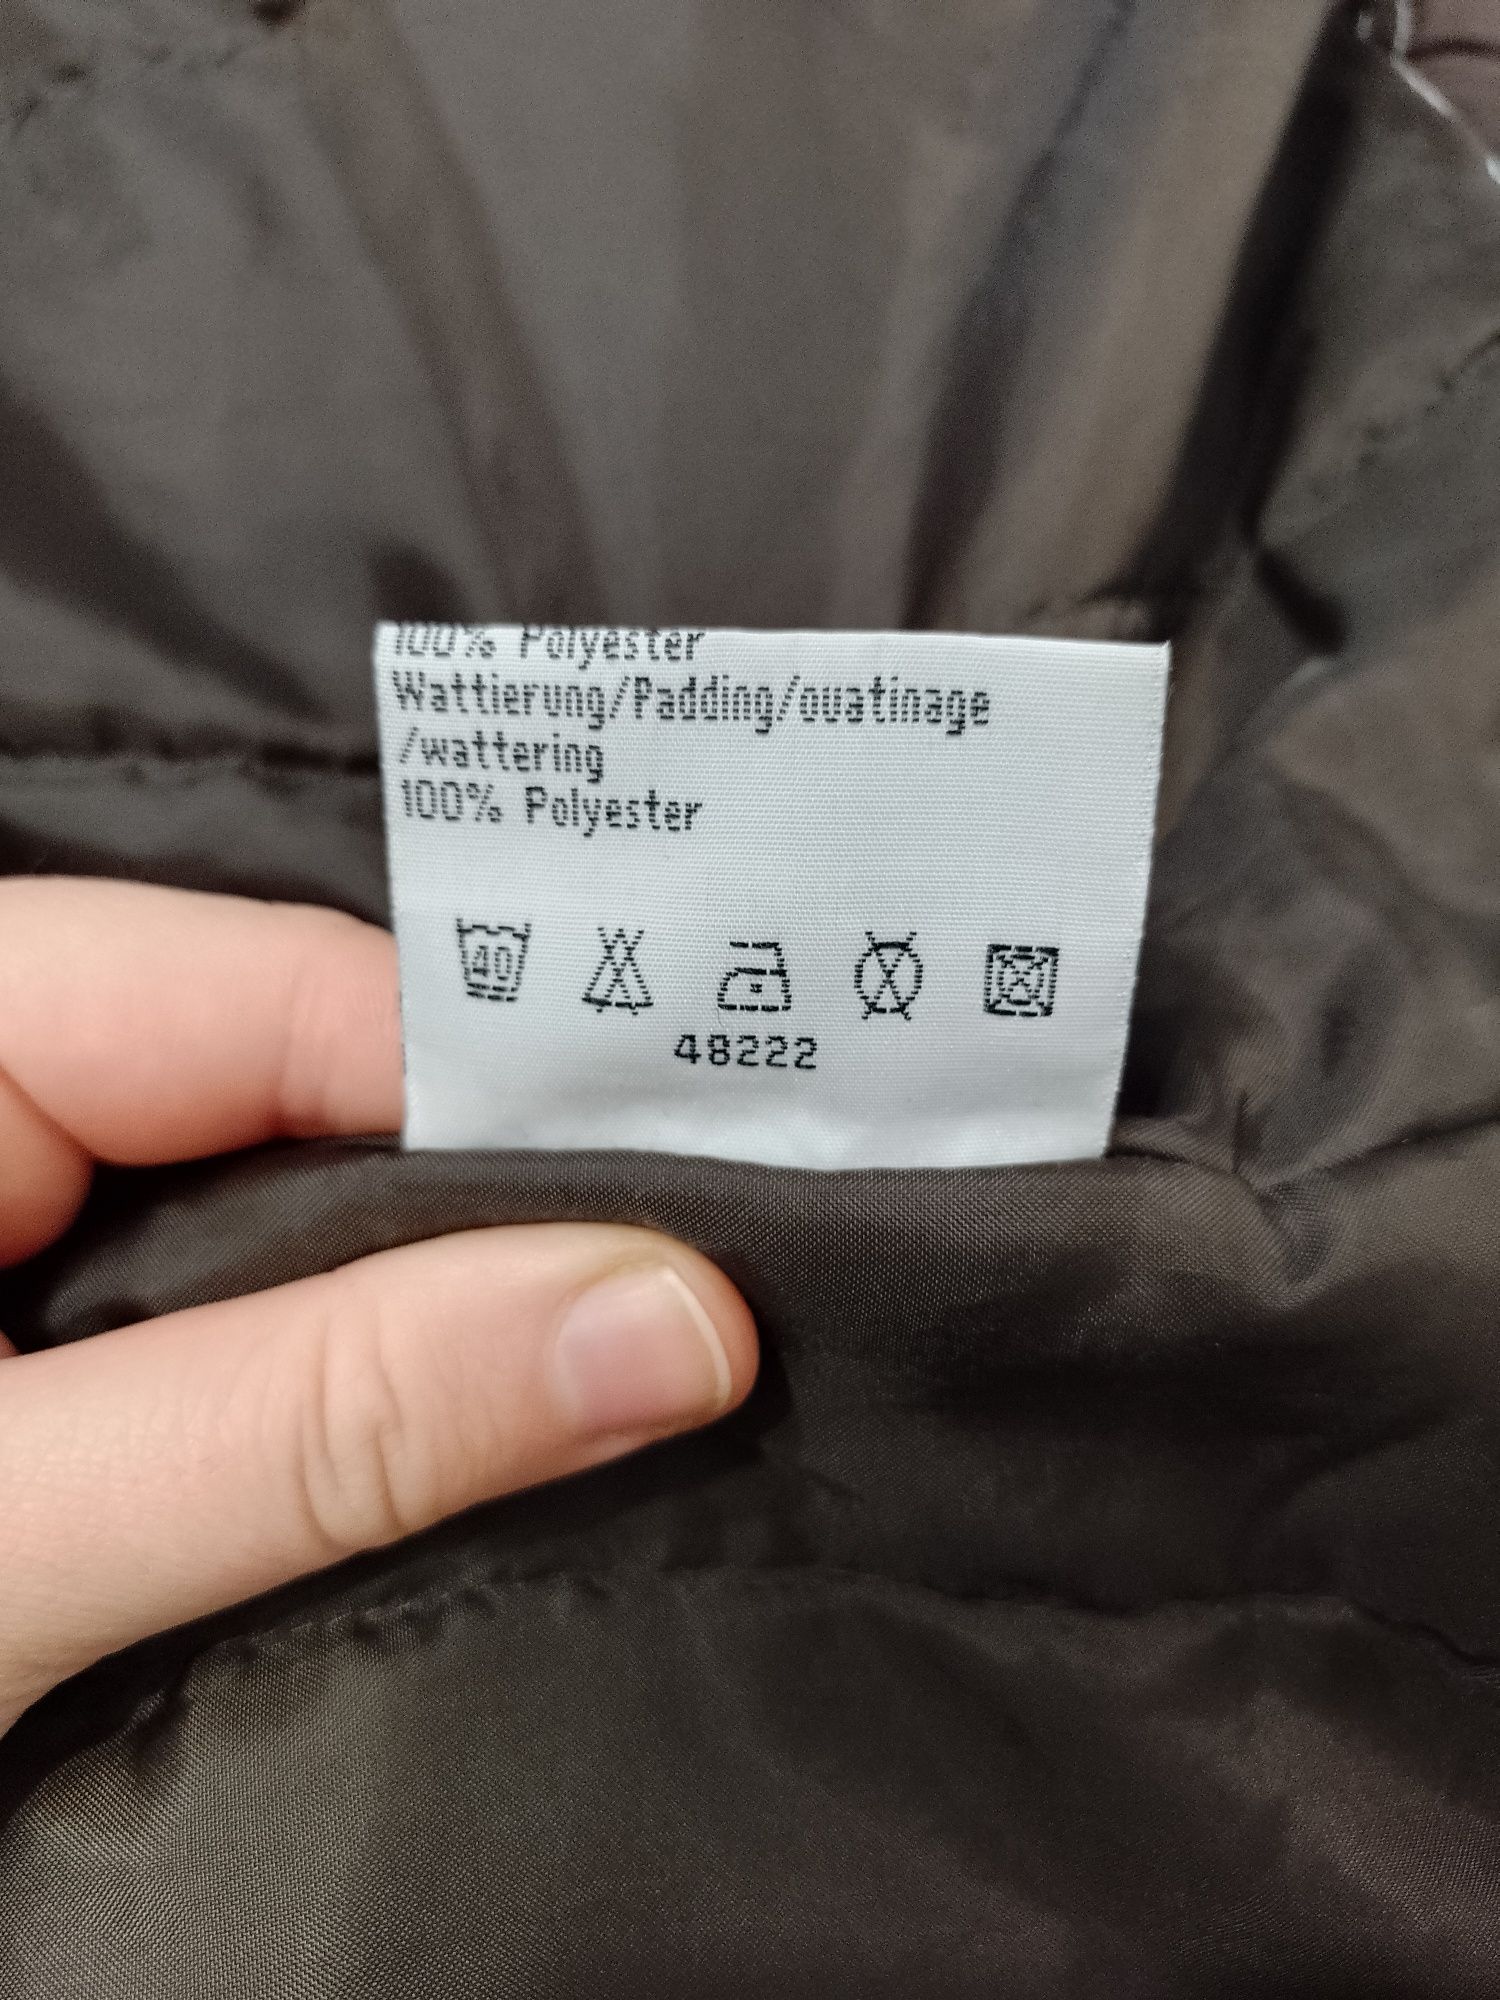 100% Polyester
Wattierung/Padding/ouatinage
/wattering
100% Polyester
40
48222